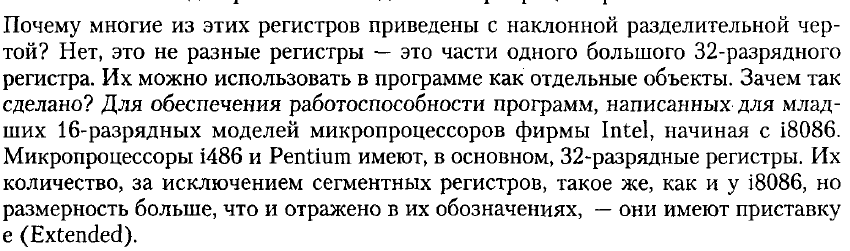 Почему многие из этих регистров приведены с наклонной разделительной чер-
той? Нет, это не разные регистры — это части одного большого 32-разрядного
регистра. Их можно использовать в программе как отдельные объекты. Зачем так
сделано? Для обеспечения работоспособности программ, написанных для млад-
ших 16-разрядных моделей микропроцессоров фирмы Intel, начиная с i8086.
Микропроцессоры i486 и Pentium имеют, в основном, 32-разрядные регистры. Их
количество, за исключением сегментных регистров, такое же, как и у i8086, но
размерность больше, что и отражено в их обозначениях, — они имеют приставку
e (Extended).